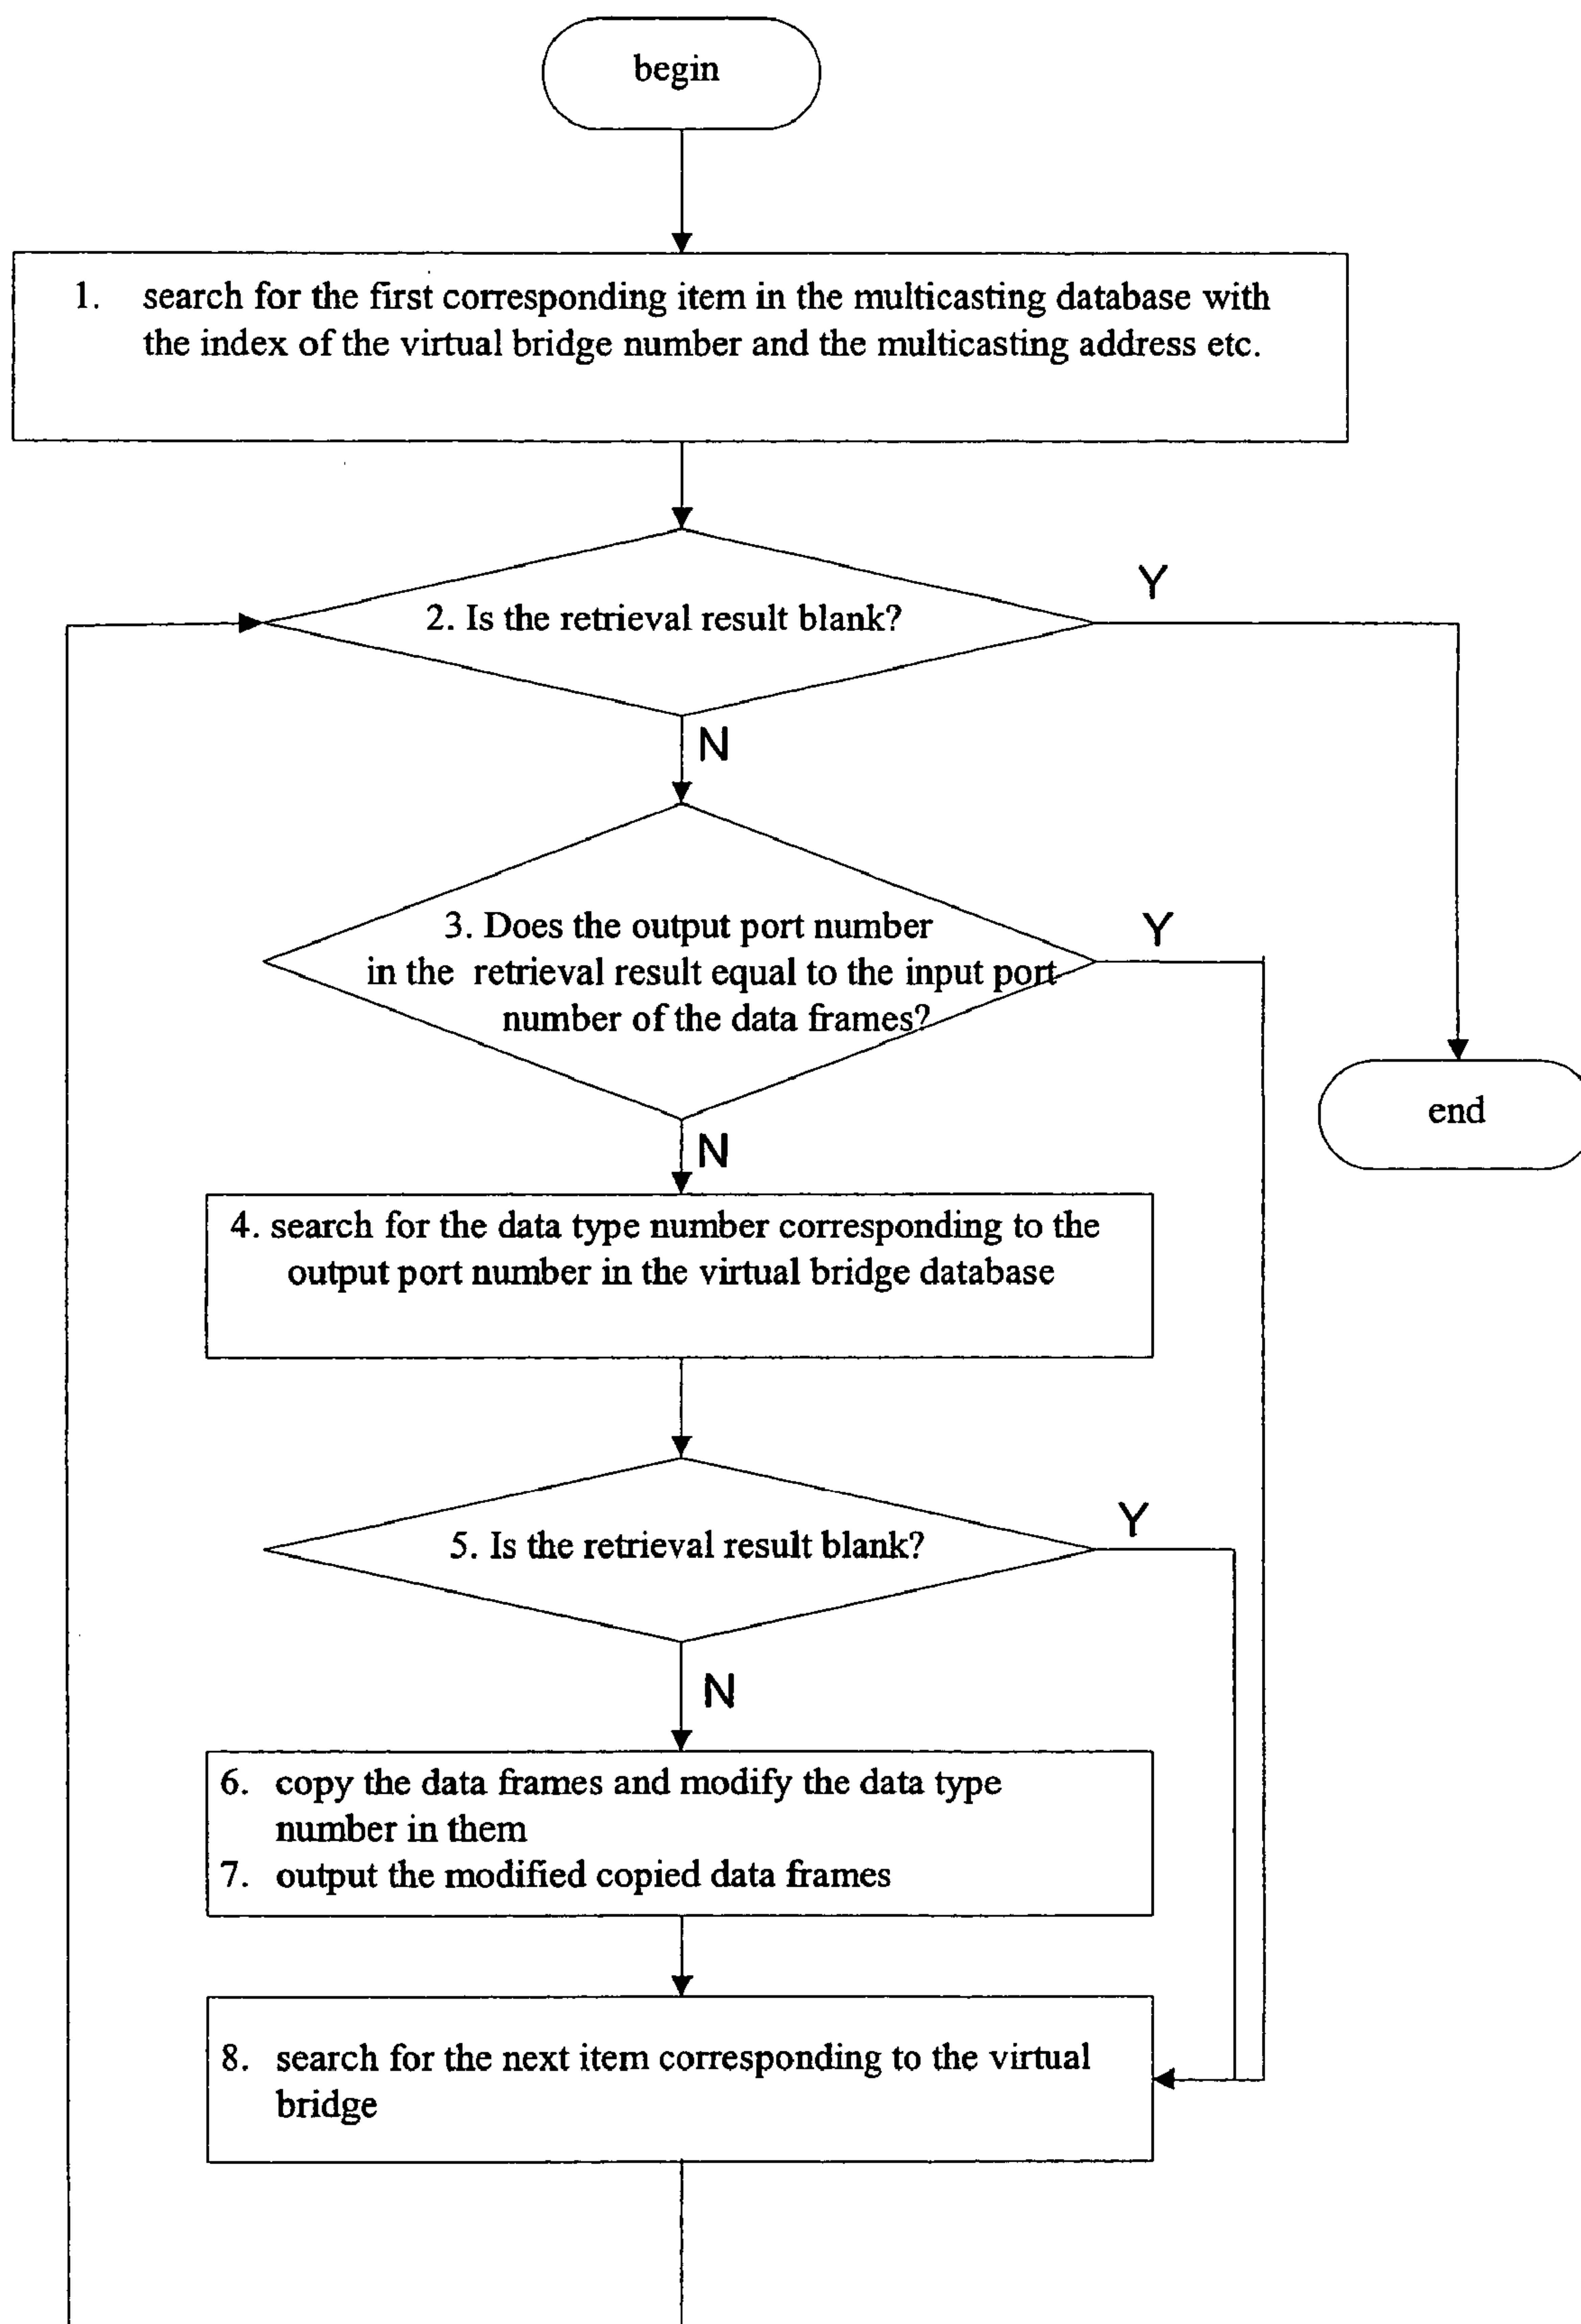 begin
1. search for the first corresponding item in the multicasting database with
the index of the virtual bridge number and the multicasting address etc.
Y
2. Is the retrieval result blank?
N
Y
3. Does the output port number
in the retrieval result equal to the input port
number of the data frames?
end
N
4. search for the data type number corresponding to the
output port number in the virtual bridge database
Y
5. Is the retrieval result blank?
N
6. copy the data frames and modify the data type
number in them
7. output the modified copied data frames
8. search for the next item corresponding to the virtual
bridge